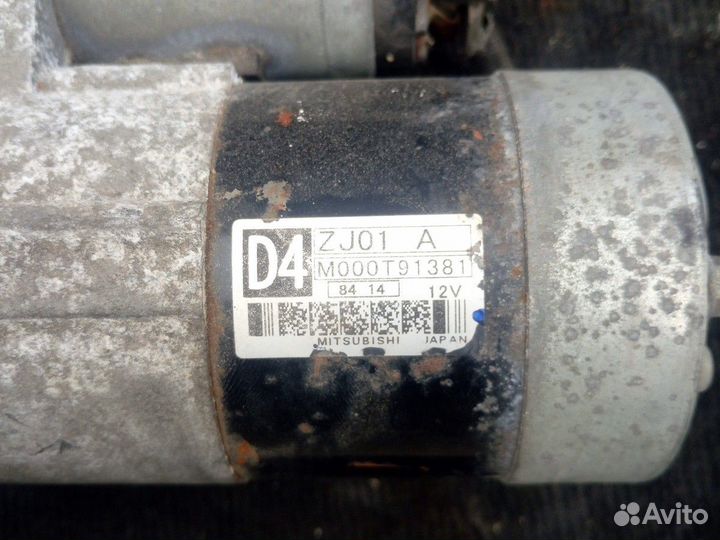 D4
ZJ01 A
M000T91381
84 14 12V
MITSUBISHI JAPAN
Avito